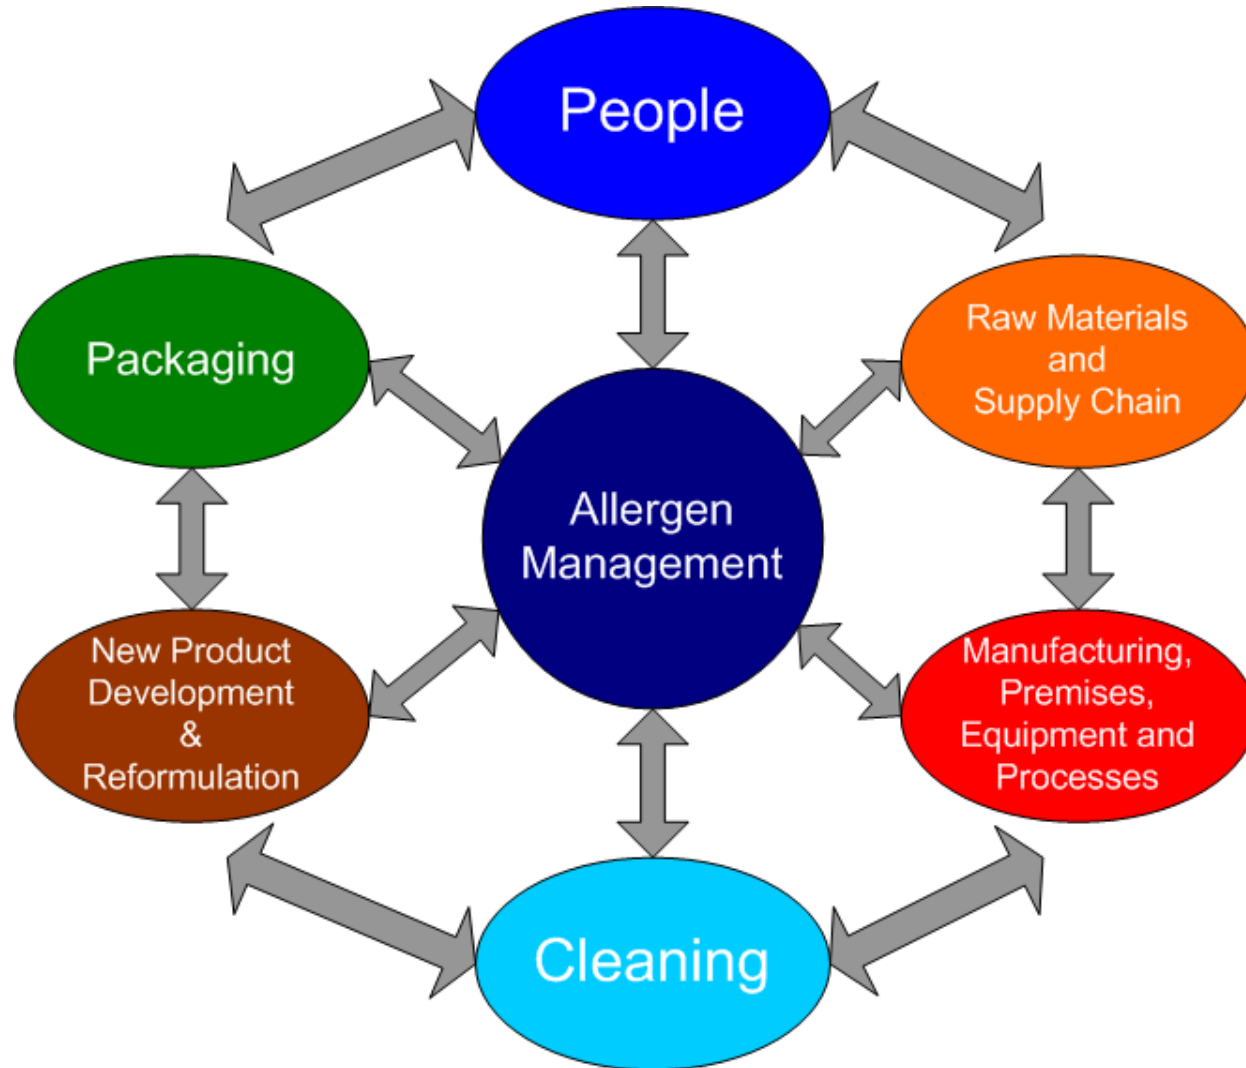 People
Packaging
Raw Materials
and
Supply Chain
Allergen
Management
New Product
Development
&
Reformulation
Manufacturing,
Premises,
Equipment and
Processes
Cleaning